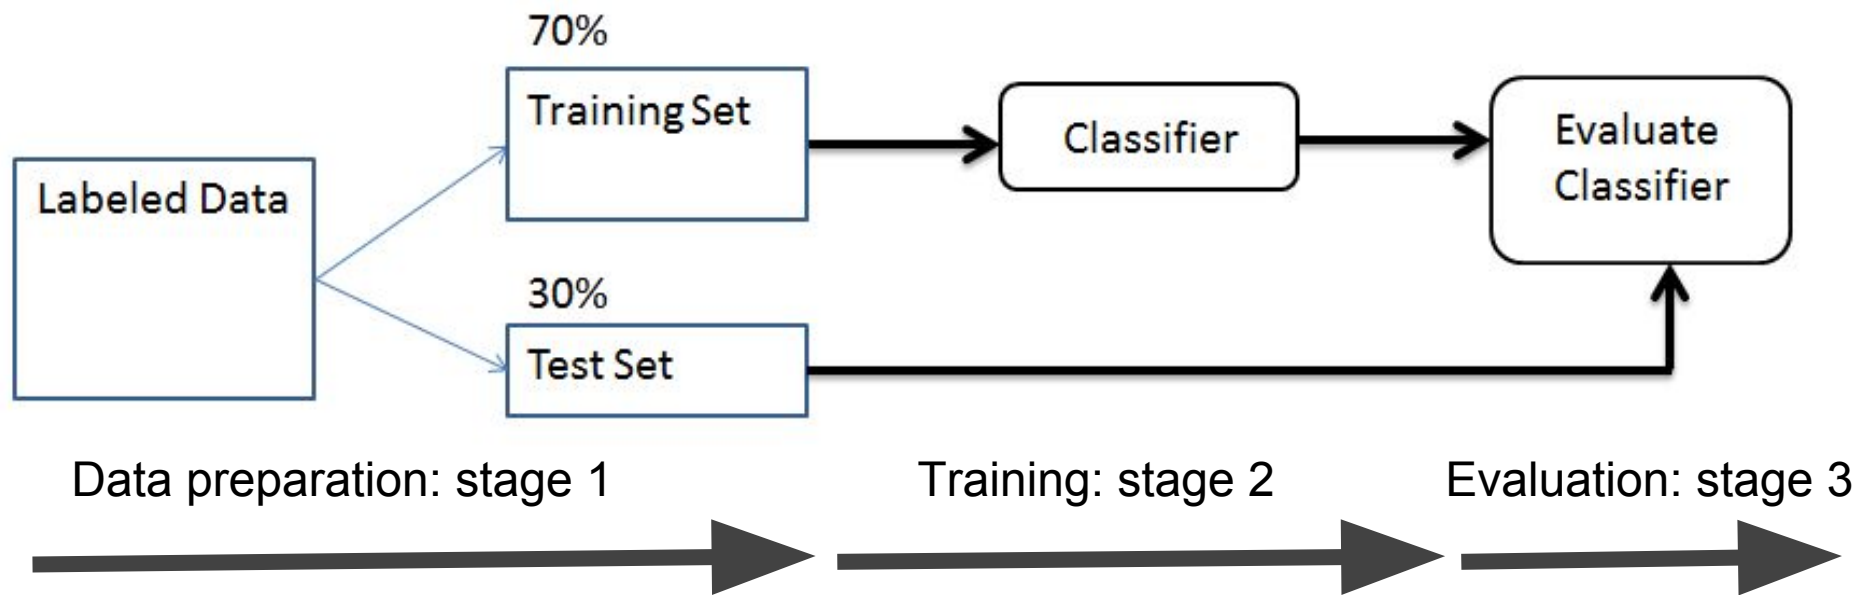 70%
Training Set
Classifier
Evaluate
Classifier
Labeled Data
30%
Test Set
Data preparation: stage 1
Training: stage 2
Evaluation: stage 3